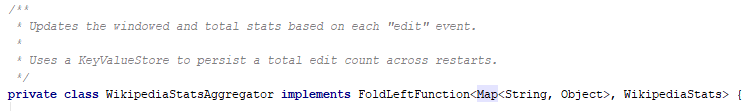 /**
 * Updates the windowed and total stats based on each "edit" event.
 *
 * Uses a KeyValueStore to persist a total edit count across restarts.
 */
private class WikipediaStatsAggregator implements FoldLeftFunction<Map<String, Object>, WikipediaStats> {